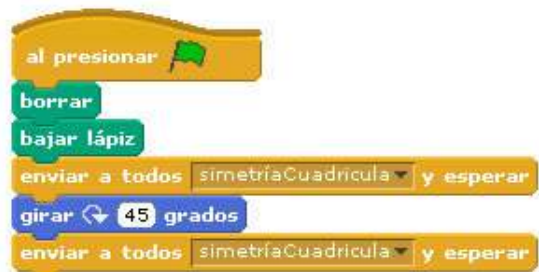 al presionar
borrar
bajar lápiz
enviar a todos simetríaCuadricula y esperar
girar 45 grados
enviar a todos simetríaCuadricula y esperar